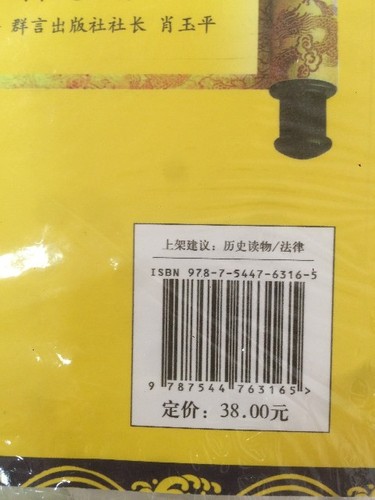 群言出版社社长 肖玉平
上架建议：历史读物/法律
ISBN 978-7-5447-6316-5
9 787544 763165 >
定价：38.00元